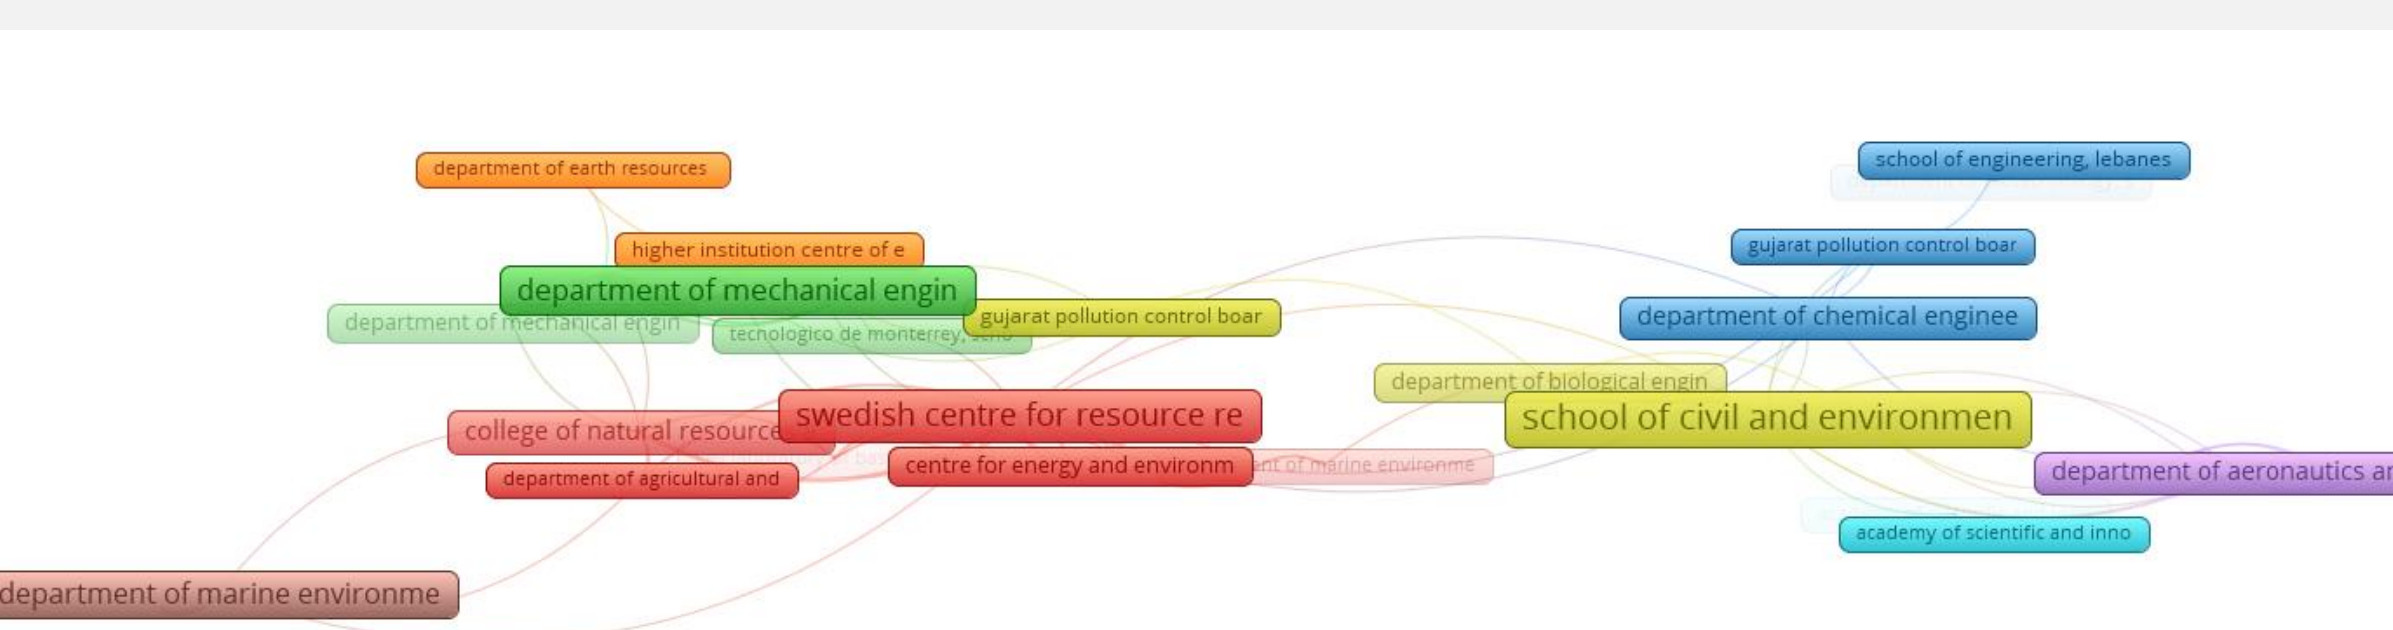 school of engineering, lebanes
department of earth resources
gujarat pollution control boar
higher institution centre of e
department of mechanical engin
gujarat pollution control boar
department of chemical enginee
department of mechanical engin
tecnologico de monterrey,
department of biological engin
swedish centre for resource re
school of civil and environmen
college of natural resource
centre for energy and environm
ent of marine environme
department of aeronautics ar
department of agricultural and
academy of scientific and inno
department of marine environme